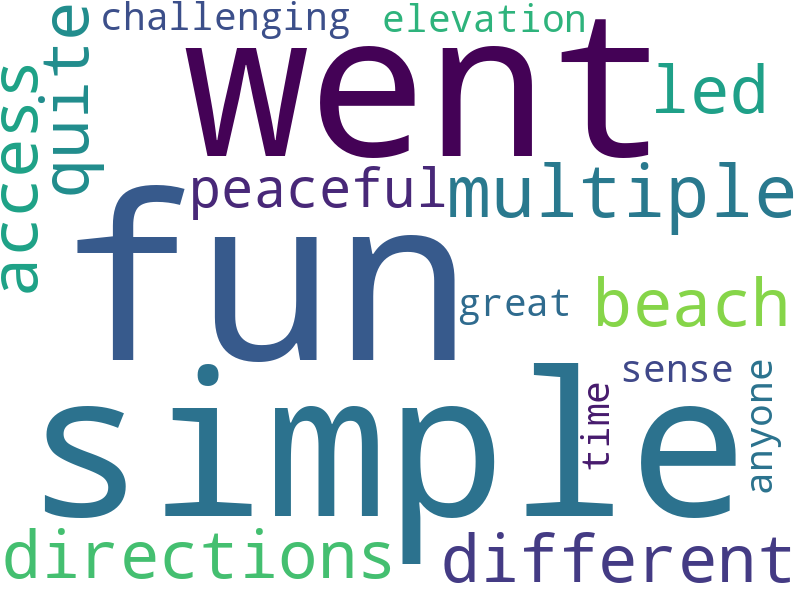 challenging
elevation
quite
went
led
access
peaceful
multiple
fun
great
beach
simple
sense
time
anyone
directions
different